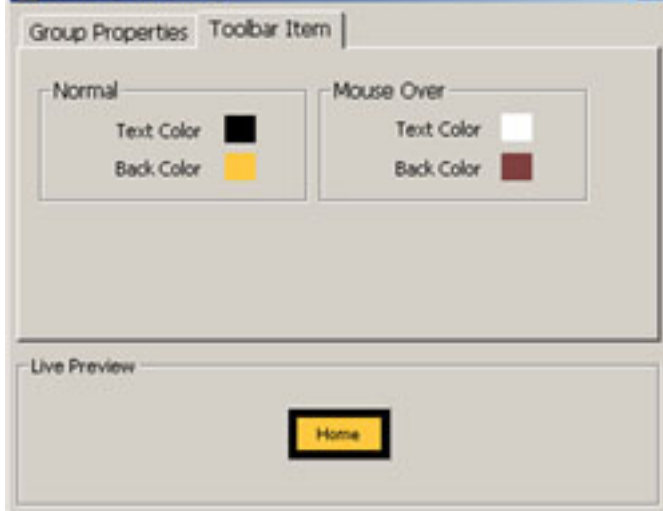 Group Properties Toolbar Item
Normal Mouse Over
Text Color Text Color
Back Color Back Color
Live Preview
Home